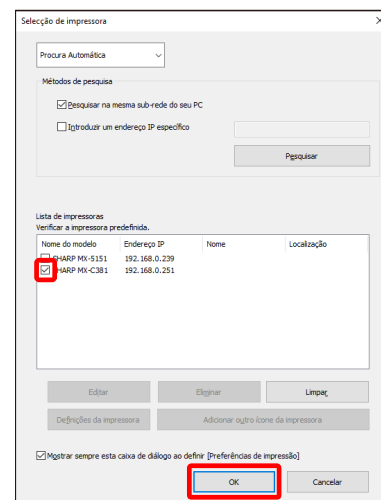 Selecção de impressora
Procura Automática
Métodos de pesquisa
Pesquisar na mesma sub-rede do seu PC
Introduzir um endereço IP específico
Pesquisar
Lista de impressoras
Verificar a impressora predefinida.
Nome do modelo Endereço IP Nome Localização
SHARP MX-5151 192.168.0.239
SHARP MX-C381 192.168.0.251
Editar Eliminar Limpar
Definições da impressora Adicionar outro ícone da impressora
Mostrar sempre esta caixa de diálogo ao definir [Preferências de impressão]
OK Cancelar